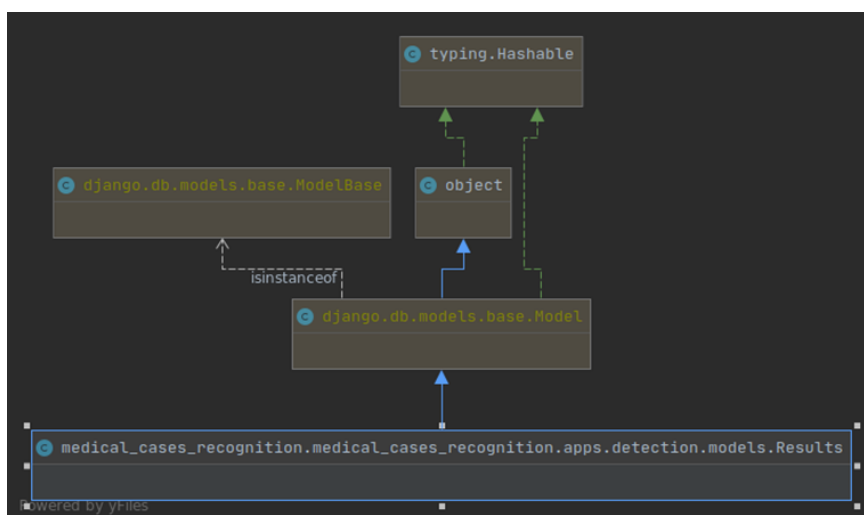 typing.Hashable
django.db.models.base.ModelBase
object
isinstanceof
django.db.models.base.Model
medical_cases_recognition.medical_cases_recognition.apps.detection.models.Results
Powered by yFiles